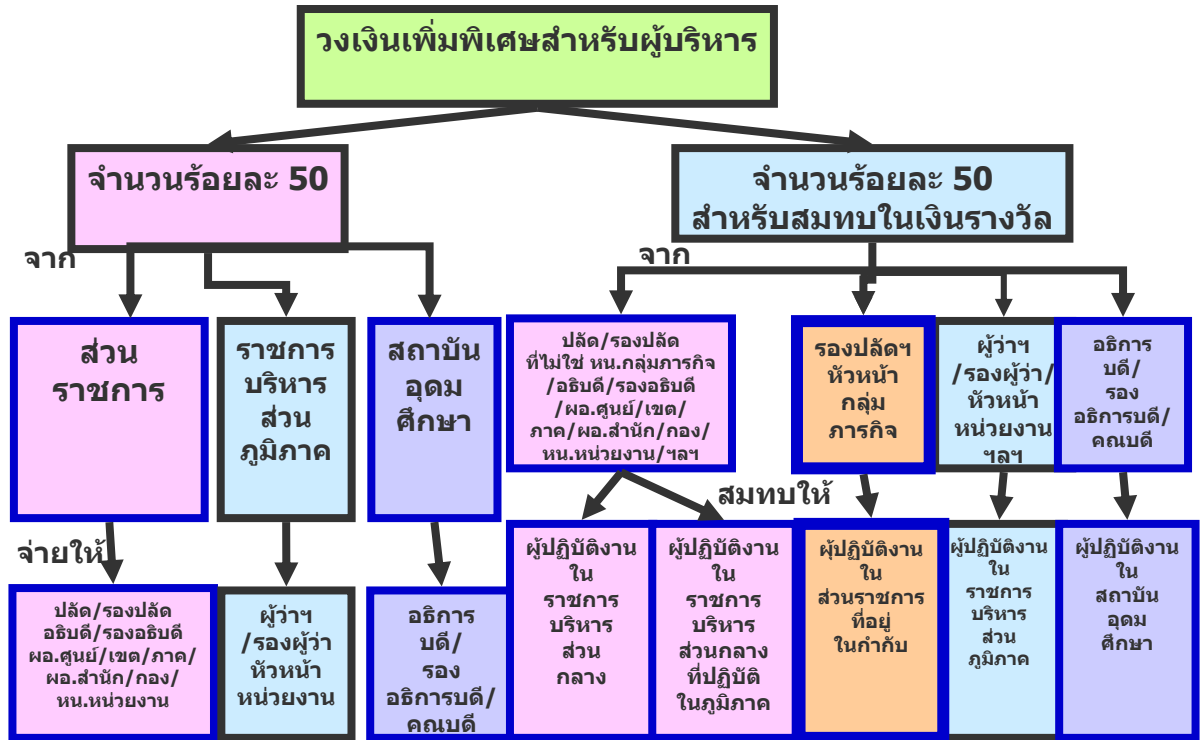 วงเงินเพิ่มพิเศษสำหรับผู้บริหาร
จำนวนร้อยละ 50
จำนวนร้อยละ 50
สำหรับสมทบในเงินรางวัล
จาก
จาก
ส่วน
ราชการ
ราชการ
บริหาร
ส่วน
ภูมิภาค
สถาบัน
อุดม
ศึกษา
ปลัด/รองปลัด
ที่ไม่ใช่ หน.กลุ่มภารกิจ
/อธิบดี/รองอธิบดี
/ผอ.ศูนย์/เขต/
ภาค/ผอ.สำนัก/กอง/
หน.หน่วยงาน/ฯลฯ
รองปลัดฯ
หัวหน้า
กลุ่ม
ภารกิจ
ผู้ว่าฯ
/รองผู้ว่า/
หัวหน้า
หน่วยงาน
ฯลฯ
อธิการ
บดี/
รอง
อธิการบดี/
คณบดี
จ่ายให้
สมทบให้
ปลัด/รองปลัด
อธิบดี/รองอธิบดี
ผอ.ศูนย์/เขต/ภาค/
ผอ.สำนัก/กอง/
หน.หน่วยงาน
ผู้ว่าฯ
/รองผู้ว่า
หัวหน้า
หน่วยงาน
อธิการ
บดี/
รอง
อธิการบดี/
คณบดี
ผู้ปฏิบัติงาน
ใน
ราชการ
บริหาร
ส่วน
กลาง
ผู้ปฏิบัติงาน
ใน
ราชการ
บริหาร
ส่วนกลาง
ที่ปฏิบัติ
ในภูมิภาค
ผุ้ปฏิบัติงาน
ใน
ส่วนราชการ
ที่อยู่
ในกำกับ
ผู้ปฏิบัติงาน
ใน
ราชการ
บริหาร
ส่วน
ภูมิภาค
ผู้ปฏิบัติงาน
ใน
สถาบัน
อุดม
ศึกษา